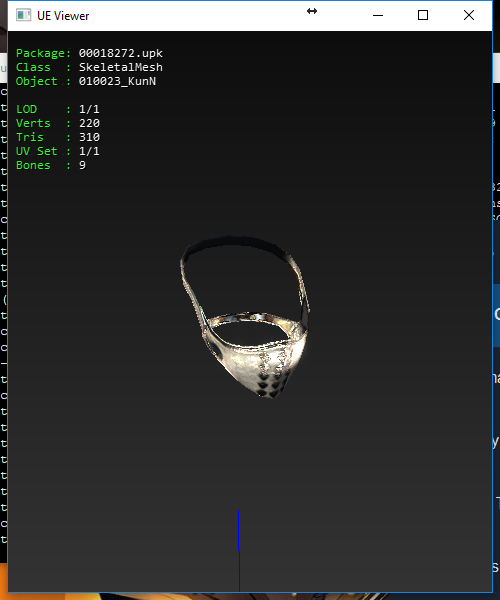 UE Viewer
Package: 00018272.upk
Class : SkeletalMesh
Object : 010023_KunN
LOD : 1/1
Verts : 220
Tris : 310
UV Set : 1/1
Bones : 9